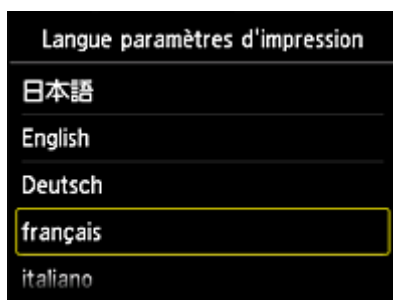 Langue paramètres d'impression
日本語
English
Deutsch
français
italiano